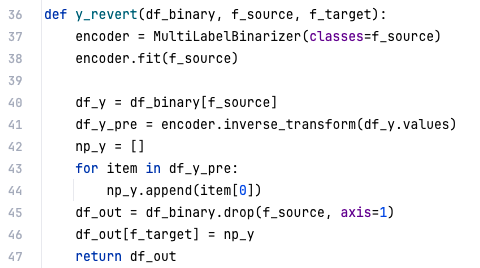 36 def y_revert(df_binary, f_source, f_target):
37     encoder = MultiLabelBinarizer(classes=f_source)
38     encoder.fit(f_source)
39
40     df_y = df_binary[f_source]
41     df_y_pre = encoder.inverse_transform(df_y.values)
42     np_y = []
43     for item in df_y_pre:
44         np_y.append(item[0])
45     df_out = df_binary.drop(f_source, axis=1)
46     df_out[f_target] = np_y
47     return df_out